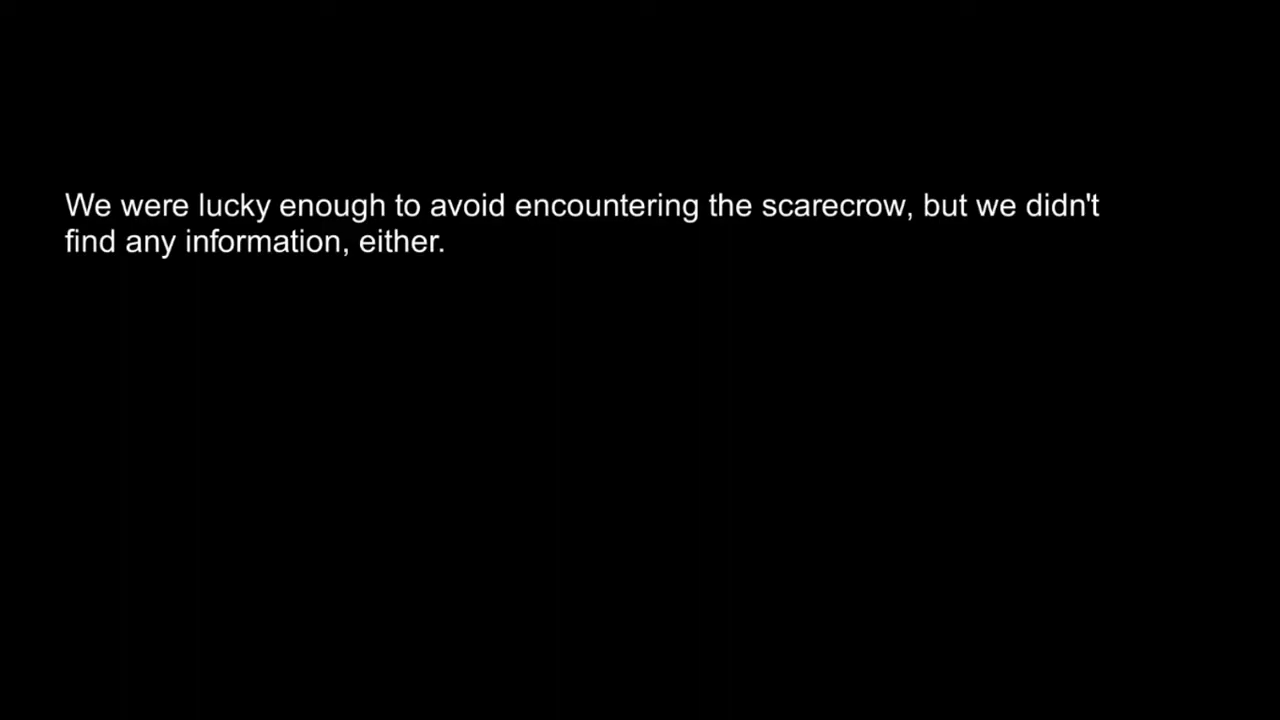 We were lucky enough to avoid encountering the scarecrow, but we didn't
find any information, either.